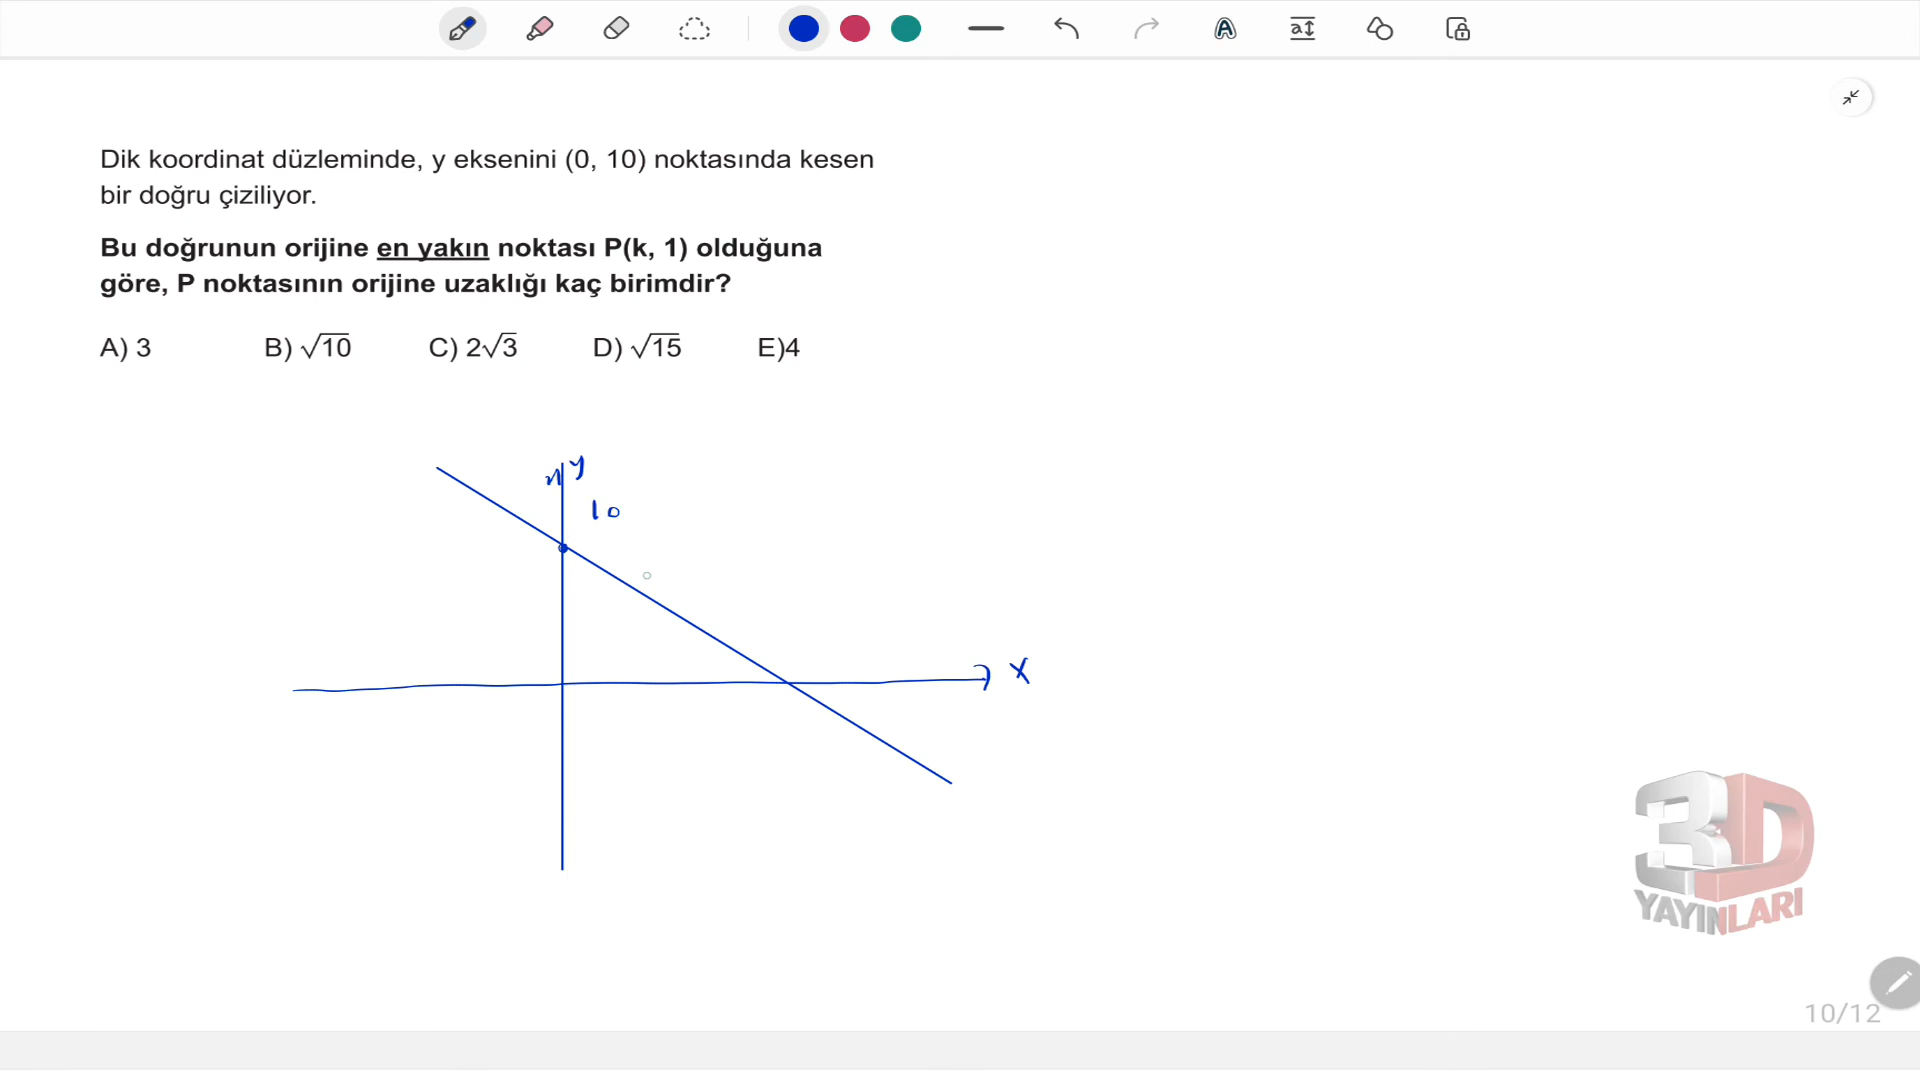 Dik koordinat düzleminde, y eksenini (0, 10) noktasında kesen
bir doğru çiziliyor.
Bu doğrunun orijine en yakın noktası P(k, 1) olduğuna
göre, P noktasının orijine uzaklığı kaç birimdir?
A) 3 B) √10 C) 2√3 D) √15 E)4
y
10
x
3D
YAYINLARI
10/12